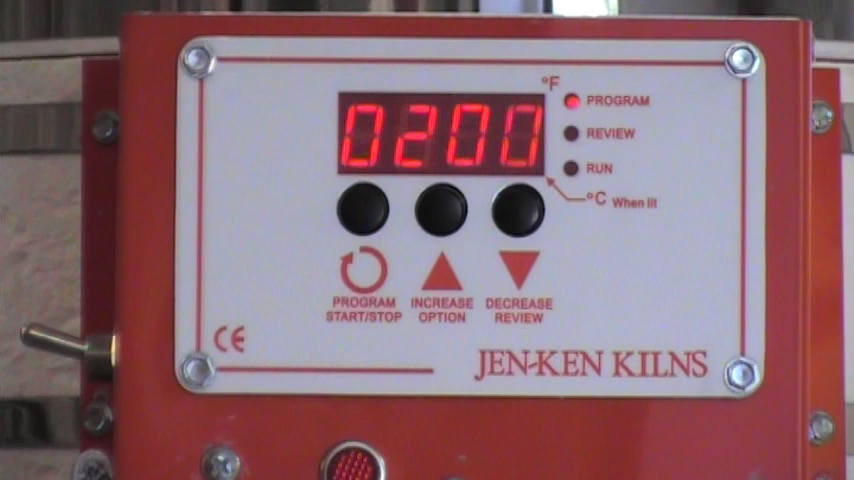 °F
0200
PROGRAM
REVIEW
RUN
°C When lit
PROGRAM START/STOP
INCREASE OPTION
DECREASE REVIEW
CE
JEN-KEN KILNS